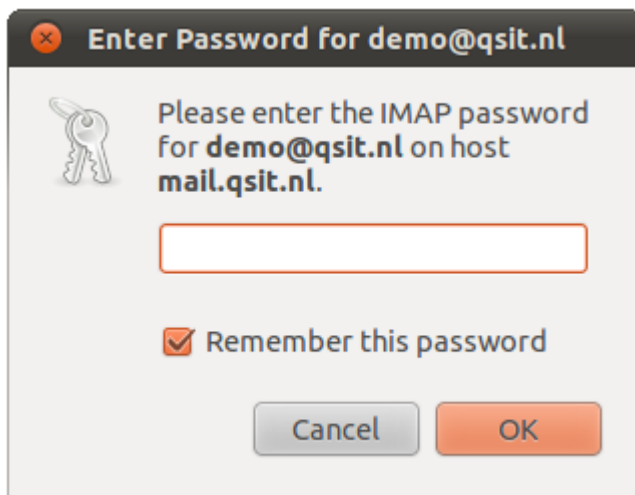 Enter Password for demo@qsit.nl
Please enter the IMAP password
for demo@qsit.nl on host
mail.qsit.nl.
Remember this password
Cancel OK